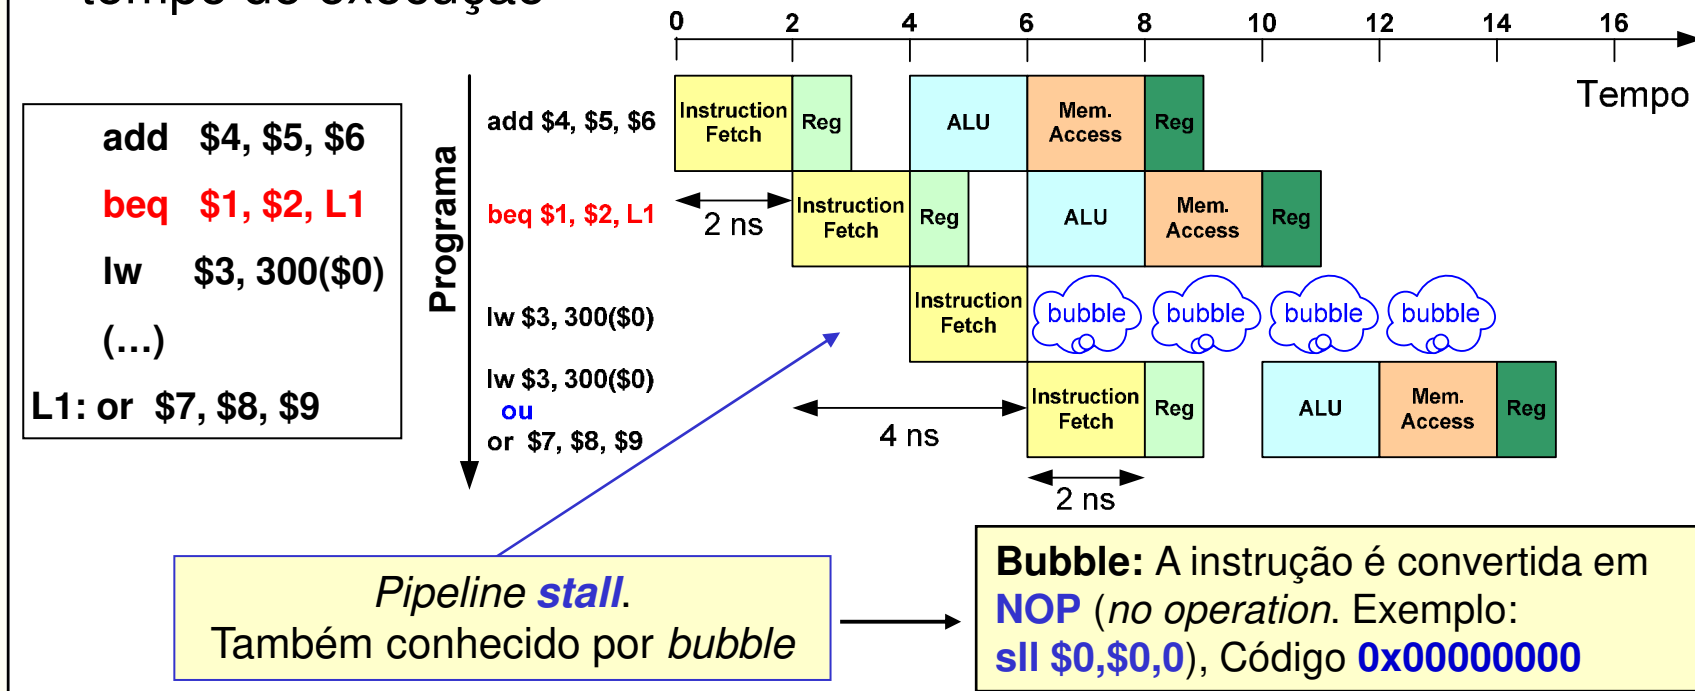 tempo de execução
0 2 4 6 8 10 12 14 16
Tempo
add $4, $5, $6
beq $1, $2, L1
lw $3, 300($0)
(…)
L1: or $7, $8, $9
Programa
add $4, $5, $6
Instruction
Fetch
Reg
ALU
Mem.
Access
Reg
beq $1, $2, L1
2 ns
Instruction
Fetch
Reg
ALU
Mem.
Access
Reg
lw $3, 300($0)
Instruction
Fetch
bubble
bubble
bubble
bubble
lw $3, 300($0)
ou
or $7, $8, $9
4 ns
Instruction
Fetch
Reg
ALU
Mem.
Access
Reg
2 ns
Pipeline stall.
Também conhecido por bubble
Bubble: A instrução é convertida em
NOP (no operation. Exemplo:
sll $0,$0,0), Código 0x00000000